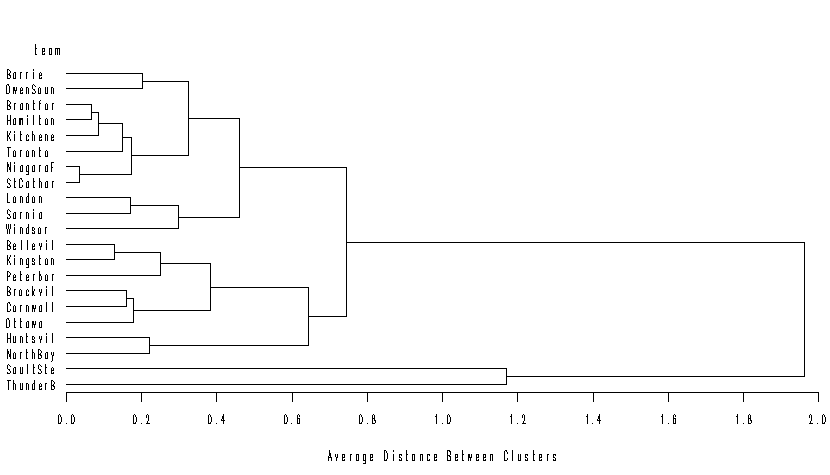 team
Barrie
OwenSoun
Brantfor
Hamilton
Kitchene
Toronto
NiagaraF
StCathar
London
Sarnia
Windsor
Bellevil
Kingston
Peterbor
Brockvil
Cornwall
Ottawa
Huntsvil
NorthBay
SaultSte
ThunderB
0.0 0.2 0.4 0.6 0.8 1.0 1.2 1.4 1.6 1.8 2.0
Average Distance Between Clusters